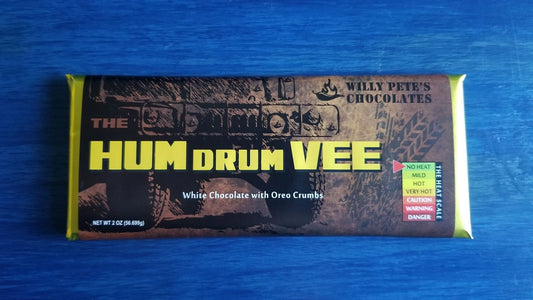 WILLY PETE'S
CHOCOLATES
THE
HUM DRUM VEE
White Chocolate with Oreo Crumbs
NET WT 2 OZ (56.699g)
NO HEAT
MILD
HOT
VERY HOT
CAUTION
WARNING
DANGER
THE HEAT SCALE